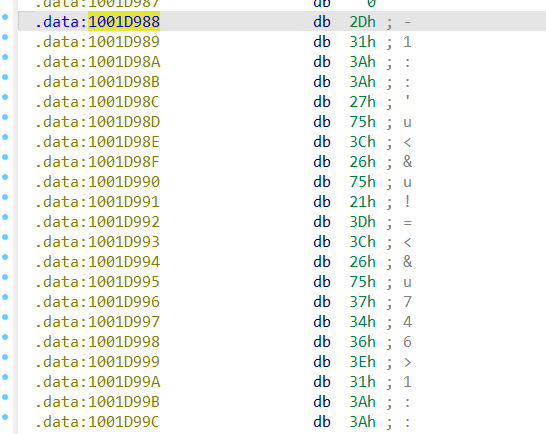 .data:1001D987 db 0
.data:1001D988 db 2Dh ; -
.data:1001D989 db 31h ; 1
.data:1001D98A db 3Ah ; :
.data:1001D98B db 3Ah ; :
.data:1001D98C db 27h ; '
.data:1001D98D db 75h ; u
.data:1001D98E db 3Ch ; <
.data:1001D98F db 26h ; &
.data:1001D990 db 75h ; u
.data:1001D991 db 21h ; !
.data:1001D992 db 3Dh ; =
.data:1001D993 db 3Ch ; <
.data:1001D994 db 26h ; &
.data:1001D995 db 75h ; u
.data:1001D996 db 37h ; 7
.data:1001D997 db 34h ; 4
.data:1001D998 db 36h ; 6
.data:1001D999 db 3Eh ; >
.data:1001D99A db 31h ; 1
.data:1001D99B db 3Ah ; :
.data:1001D99C db 3Ah ; :